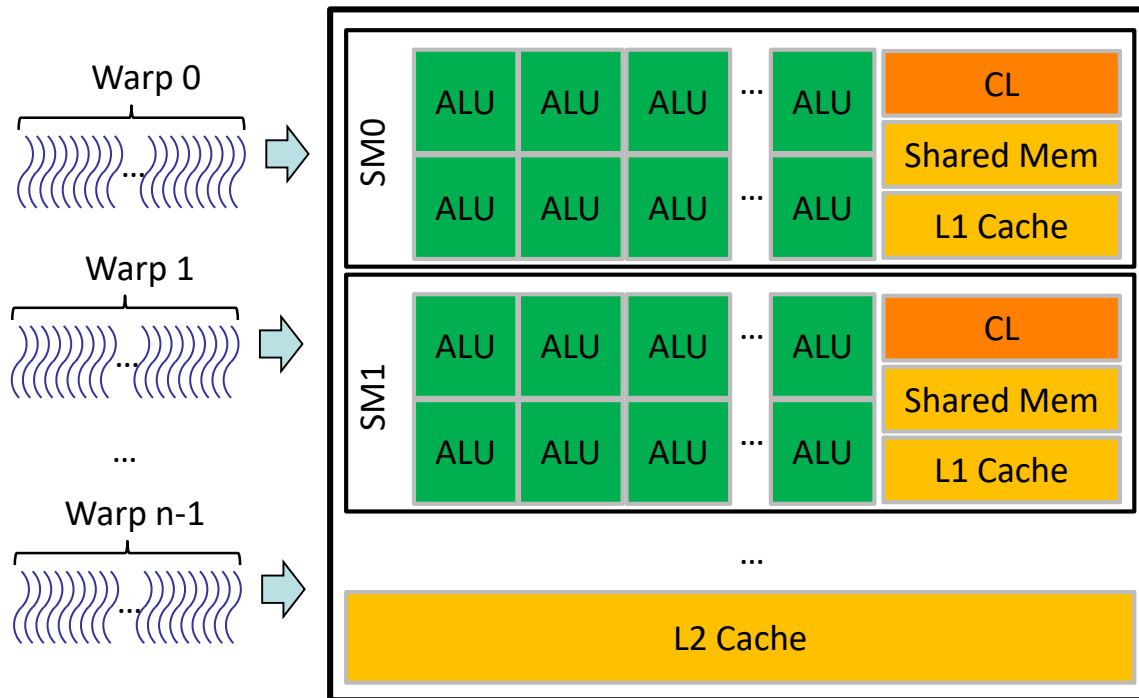 Warp 0
...
Warp 1
...
...
Warp n-1
...
SM0
ALU ALU ALU ... ALU
ALU ALU ALU ... ALU
CL
Shared Mem
L1 Cache
SM1
ALU ALU ALU ... ALU
ALU ALU ALU ... ALU
CL
Shared Mem
L1 Cache
...
L2 Cache